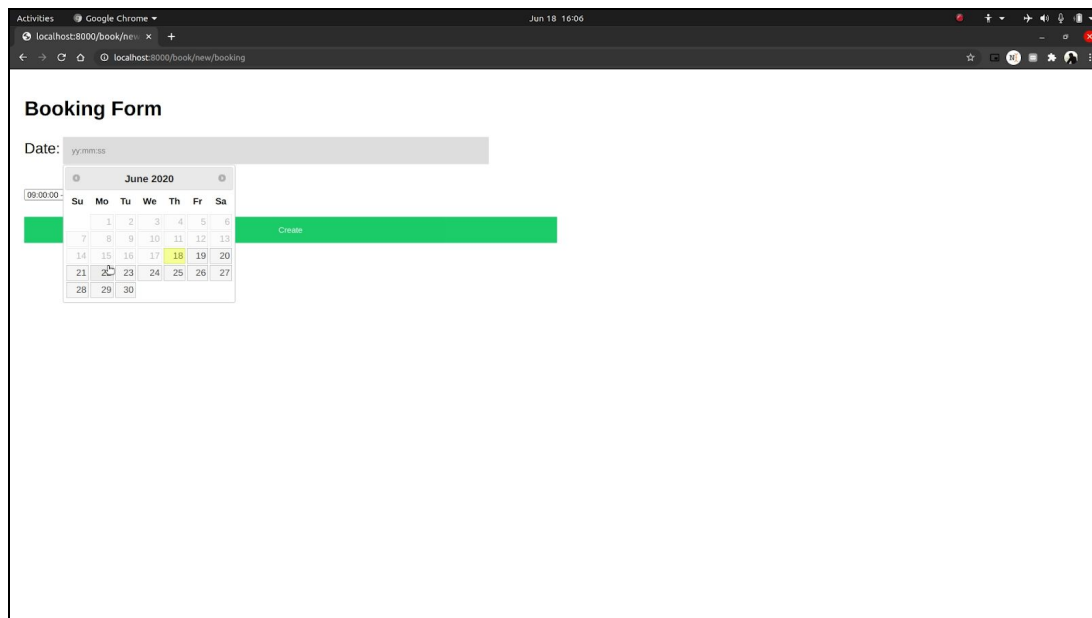 Activities Google Chrome Jun 18 16:06
localhost:8000/book/new
localhost:8000/book/new/booking
Booking Form
Date: yy:mm:ss
June 2020
09:00:00 -
Su Mo Tu We Th Fr Sa
1 2 3 4 5 6
Create
7 8 9 10 11 12 13
14 15 16 17 18 19 20
21 22 23 24 25 26 27
28 29 30